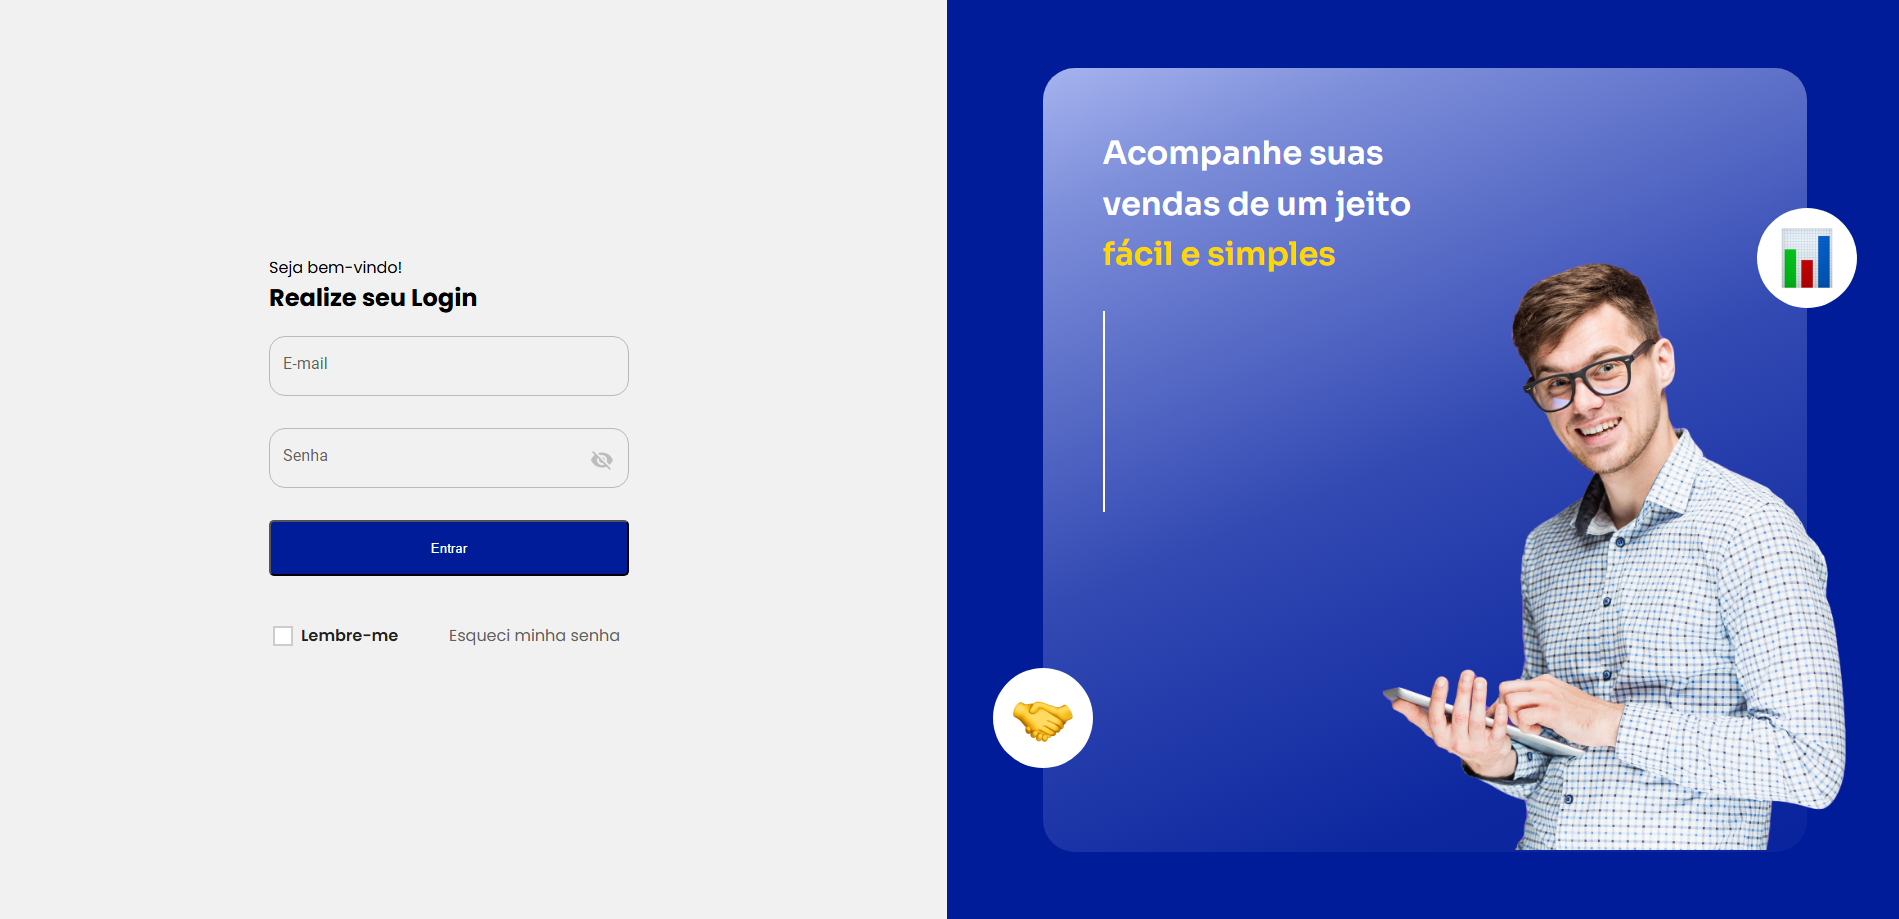 Seja bem-vindo!
Realize seu Login
E-mail
Senha
Entrar
Lembre-me
Esqueci minha senha
Acompanhe suas
vendas de um jeito
fácil e simples